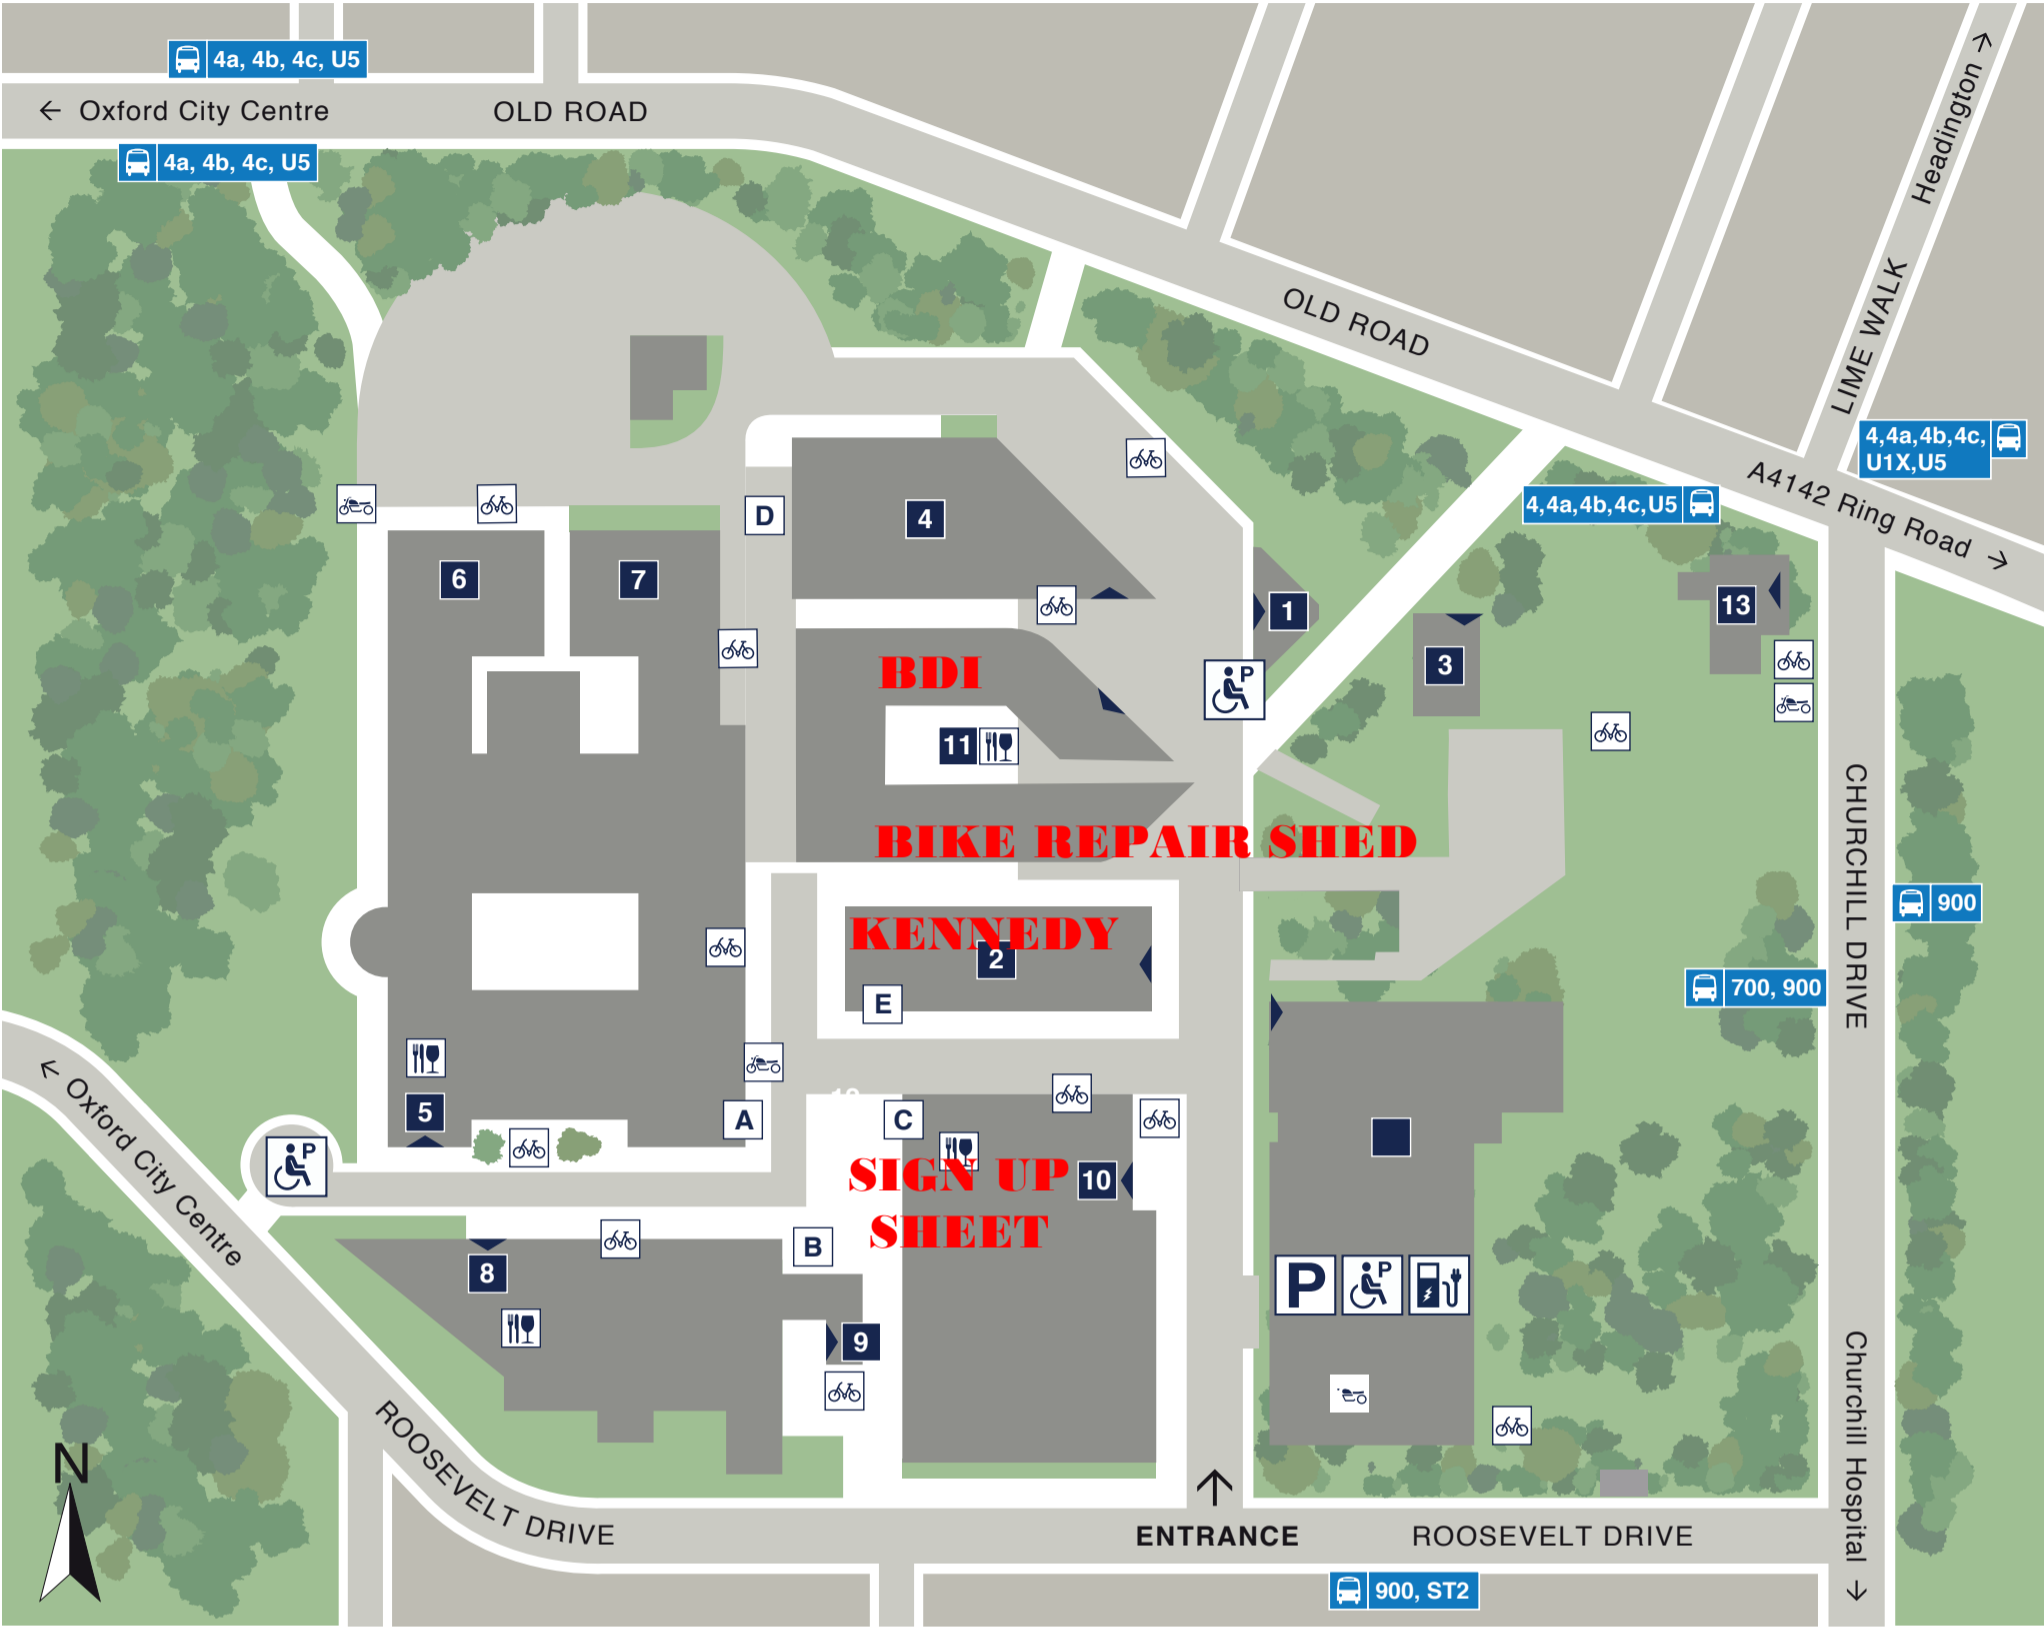 4a, 4b, 4c, U5
← Oxford City Centre
OLD ROAD
4a, 4b, 4c, U5
Headington →
OLD ROAD
LIME WALK
4,4a,4b,4c,
U1X,U5
A4142 Ring Road →
4,4a,4b,4c,U5
D
4
6
7
1
13
3
BDI
11
P
CHURCHILL DRIVE
BIKE REPAIR SHED
900
KENNEDY
2
E
700, 900
← Oxford City Centre
5
A
C
P
SIGN UP
SHEET
10
B
8
9
P
P
Churchill Hospital →
N
ROOSEVELT DRIVE
↑
ENTRANCE
ROOSEVELT DRIVE
900, ST2